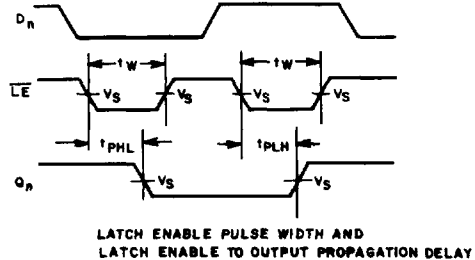 Dn
tw
tw
LE
Vs
Vs
Vs
Vs
tPHL
tPLH
Qn
Vs
Vs
LATCH ENABLE PULSE WIDTH AND
LATCH ENABLE TO OUTPUT PROPAGATION DELAY